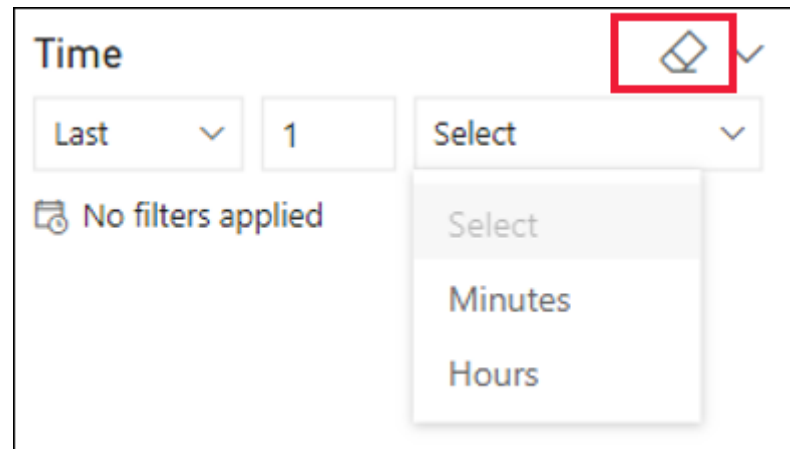 Time
Last 1 Select
No filters applied
Select
Minutes
Hours